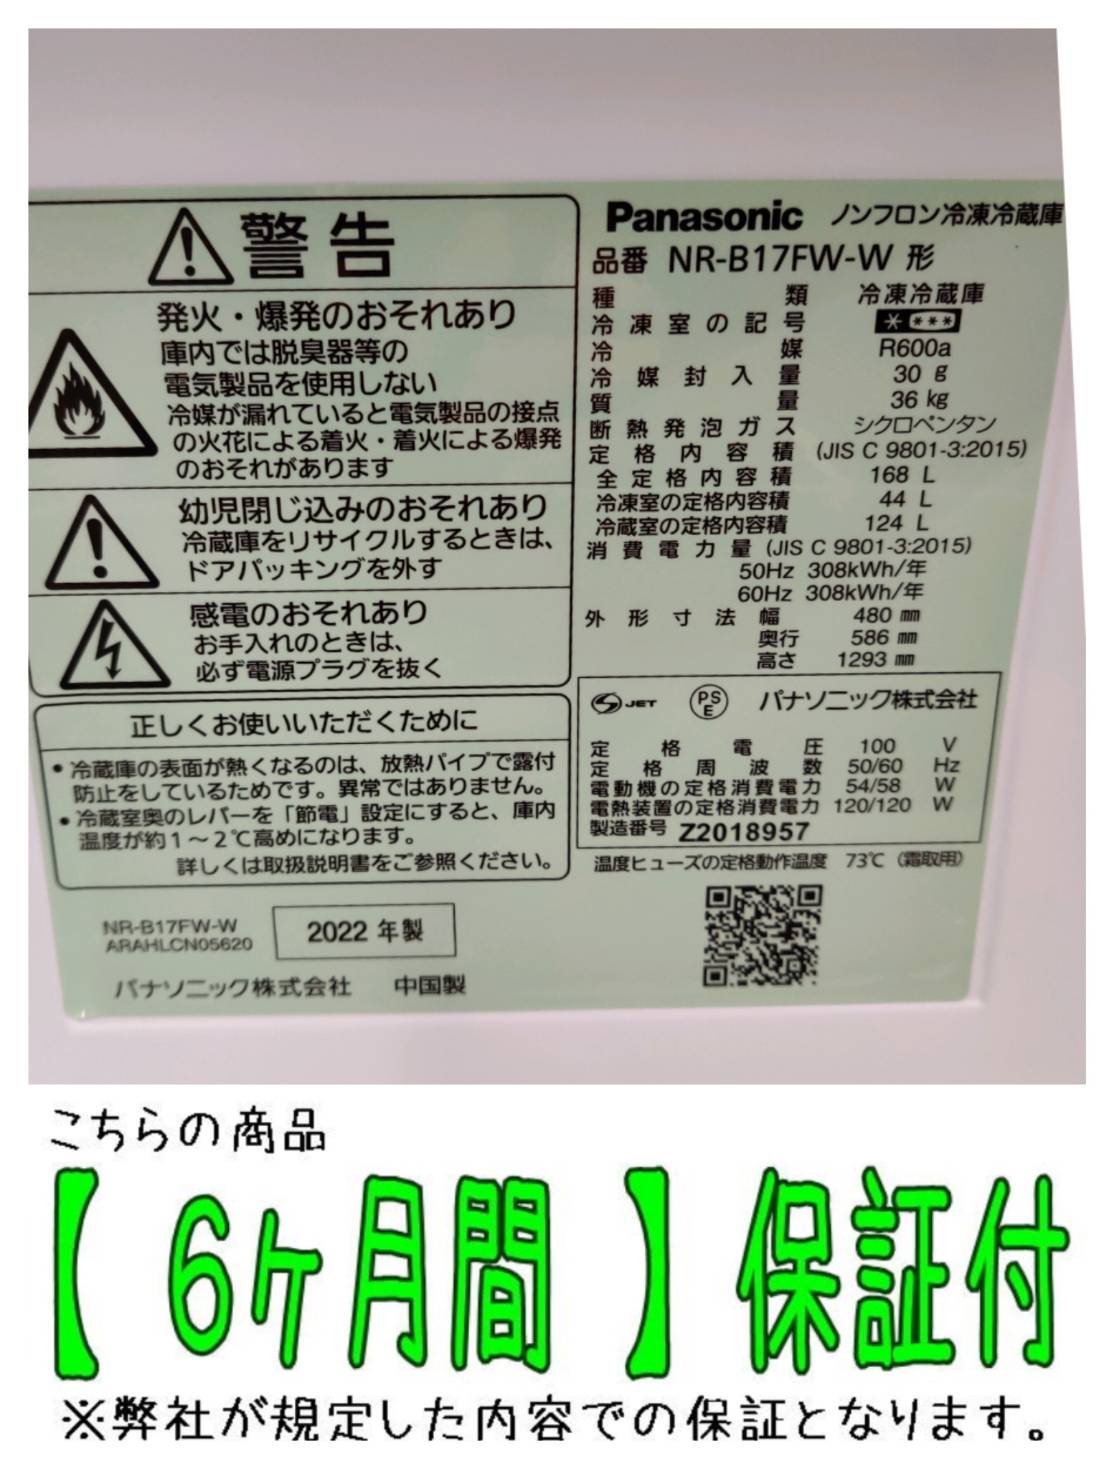 警告
発火・爆発のおそれあり
庫内では脱臭器等の
電気製品を使用しない
冷媒が漏れていると電気製品の接点
の火花による着火・着火による爆発
のおそれがあります
幼児閉じ込みのおそれあり
冷蔵庫をリサイクルするときは、
ドアパッキングを外す
感電のおそれあり
お手入れのときは、
必ず電源プラグを抜く
正しくお使いいただくために
・冷蔵庫の表面が熱くなるのは、放熱パイプで露付
防止をしているためです。異常ではありません。
・冷蔵室奥のレバーを「節電」設定にすると、庫内
温度が約1～2℃高めになります。
詳しくは取扱説明書をご参照ください。
NR-B17FW-W
ARAHLCN05620
2022 年製
パナソニック株式会社 中国製
Panasonic ノンフロン冷凍冷蔵庫
品番 NR-B17FW-W 形
種類 冷凍冷蔵庫
冷凍室の記号 * ***
冷媒 R600a
冷媒封入量 30 g
質量 36 kg
断熱発泡ガス シクロペンタン
定格内容積 (JIS C 9801-3:2015)
全定格内容積 168 L
冷凍室の定格内容積 44 L
冷蔵室の定格内容積 124 L
消費電力量 (JIS C 9801-3:2015)
50Hz 308kWh/年
60Hz 308kWh/年
外形寸法 幅 480 mm
奥行 586 mm
高さ 1293 mm
JET PSE パナソニック株式会社
定格電圧 100 V
定格周波数 50/60 Hz
電動機の定格消費電力 54/58 W
電熱装置の定格消費電力 120/120 W
製造番号 Z2018957
温度ヒューズの定格動作温度 73℃ (霜取用)
こちらの商品
【 6ヶ月間 】保証付
※弊社が規定した内容での保証となります。